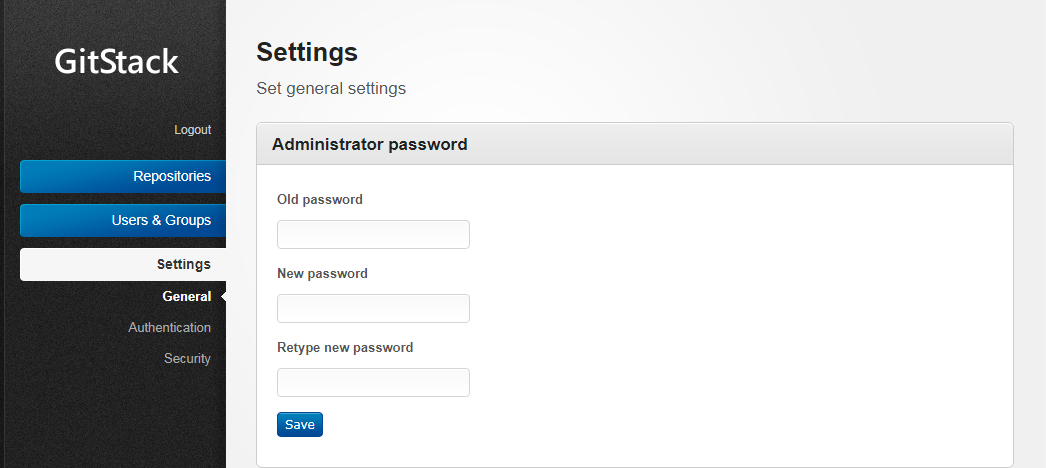 GitStack
Logout
Repositories
Users & Groups
Settings
General
Authentication
Security
Settings
Set general settings
Administrator password
Old password
New password
Retype new password
Save